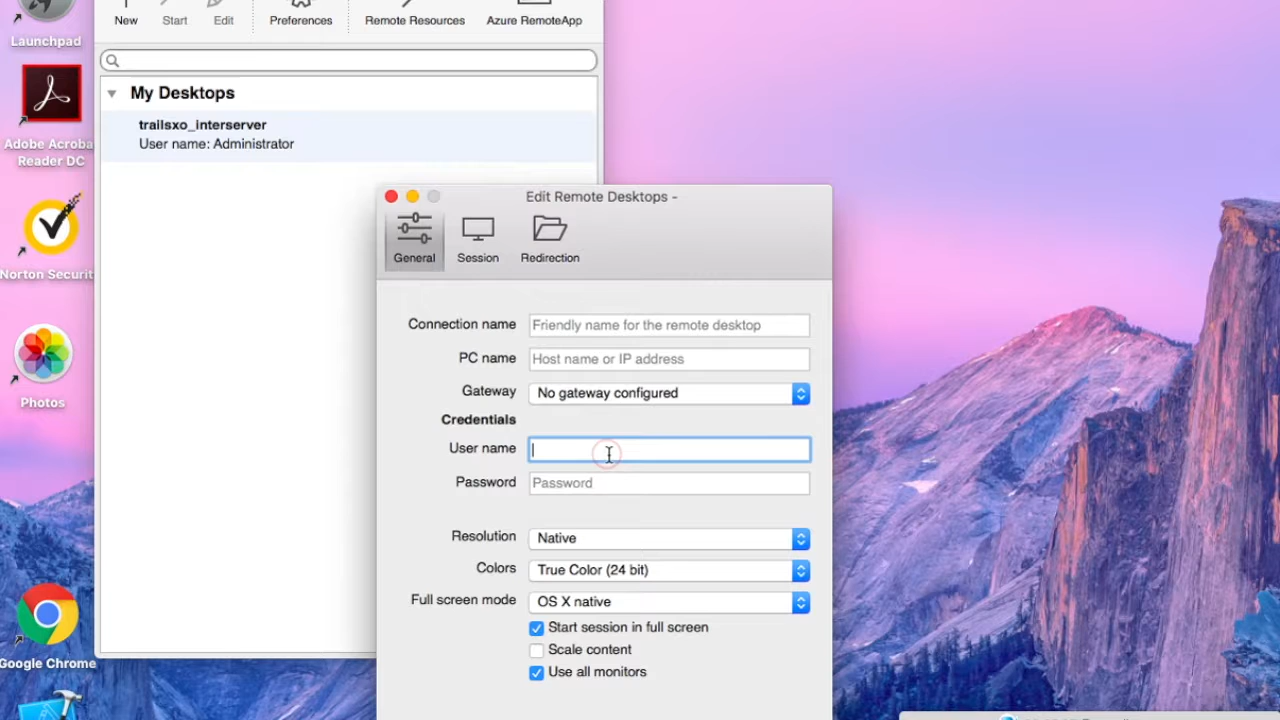 New
Start
Edit
Preferences
Remote Resources
Azure RemoteApp
Launchpad
My Desktops
trailsxo_interserver
User name: Administrator
Adobe Acroba
Reader DC
Norton Securit
Photos
Google Chrome
Edit Remote Desktops -
General
Session
Redirection
Connection name
Friendly name for the remote desktop
PC name
Host name or IP address
Gateway
No gateway configured
Credentials
User name
Password
Password
Resolution
Native
Colors
True Color (24 bit)
Full screen mode
OS X native
Start session in full screen
Scale content
Use all monitors